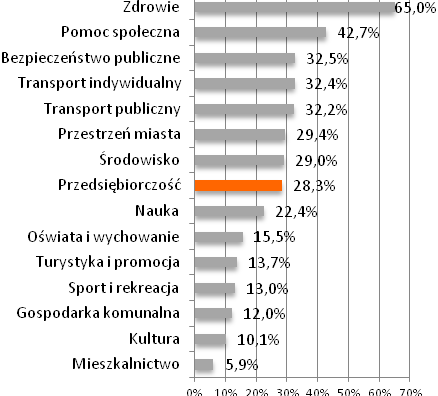 Zdrowie 65,0%
Pomoc społeczna 42,7%
Bezpieczeństwo publiczne 32,5%
Transport indywidualny 32,4%
Transport publiczny 32,2%
Przestrzeń miasta 29,4%
Środowisko 29,0%
Przedsiębiorczość 28,3%
Nauka 22,4%
Oświata i wychowanie 15,5%
Turystyka i promocja 13,7%
Sport i rekreacja 13,0%
Gospodarka komunalna 12,0%
Kultura 10,1%
Mieszkalnictwo 5,9%
0% 10% 20% 30% 40% 50% 60% 70%